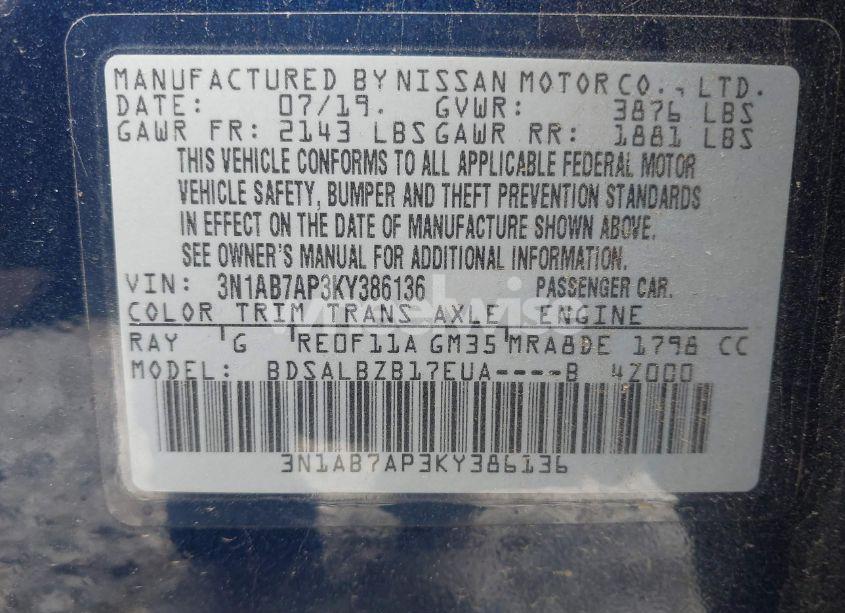 MANUFACTURED BY NISSAN MOTOR CO., LTD.
DATE: 07/19. GVWR: 3876 LBS
GAWR FR: 2143 LBS GAWR RR: 1881 LBS
THIS VEHICLE CONFORMS TO ALL APPLICABLE FEDERAL MOTOR
VEHICLE SAFETY, BUMPER AND THEFT PREVENTION STANDARDS
IN EFFECT ON THE DATE OF MANUFACTURE SHOWN ABOVE.
SEE OWNER'S MANUAL FOR ADDITIONAL INFORMATION.
VIN: 3N1AB7AP3KY386136 PASSENGER CAR.
COLOR TRIM TRANS AXLE ENGINE
RAY G RE0F11A GM35 MRA8DE 1798 CC
MODEL: BDSALBZB17EUA----B 4Z000
3N1AB7AP3KY386136